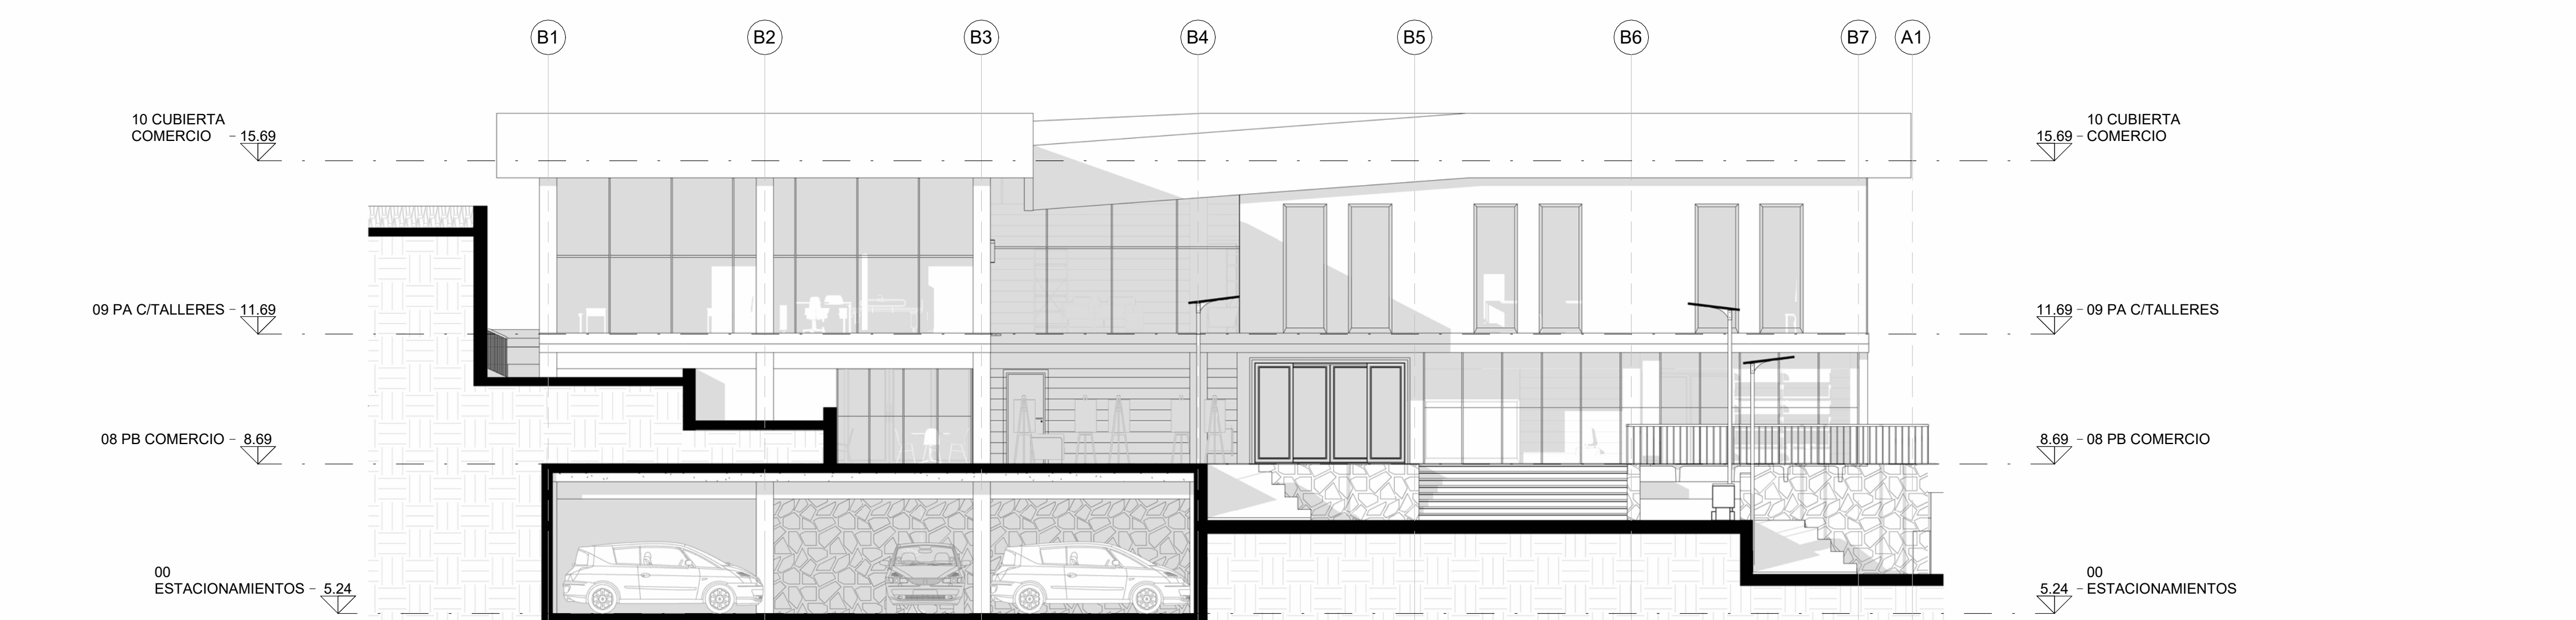 B1 B2 B3 B4 B5 B6 B7 A1
10 CUBIERTA
COMERCIO 15.69
10 CUBIERTA
15.69 COMERCIO
09 PA C/TALLERES 11.69
11.69 09 PA C/TALLERES
08 PB COMERCIO 8.69
8.69 08 PB COMERCIO
00
ESTACIONAMIENTOS 5.24
00
5.24 ESTACIONAMIENTOS